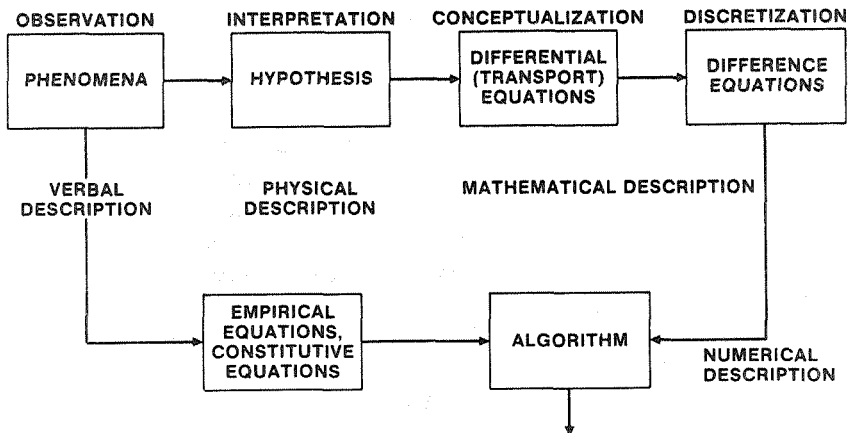 OBSERVATION
INTERPRETATION
CONCEPTUALIZATION
DISCRETIZATION
PHENOMENA
HYPOTHESIS
DIFFERENTIAL
(TRANSPORT)
EQUATIONS
DIFFERENCE
EQUATIONS
VERBAL
DESCRIPTION
PHYSICAL
DESCRIPTION
MATHEMATICAL DESCRIPTION
EMPIRICAL
EQUATIONS,
CONSTITUTIVE
EQUATIONS
ALGORITHM
NUMERICAL
DESCRIPTION